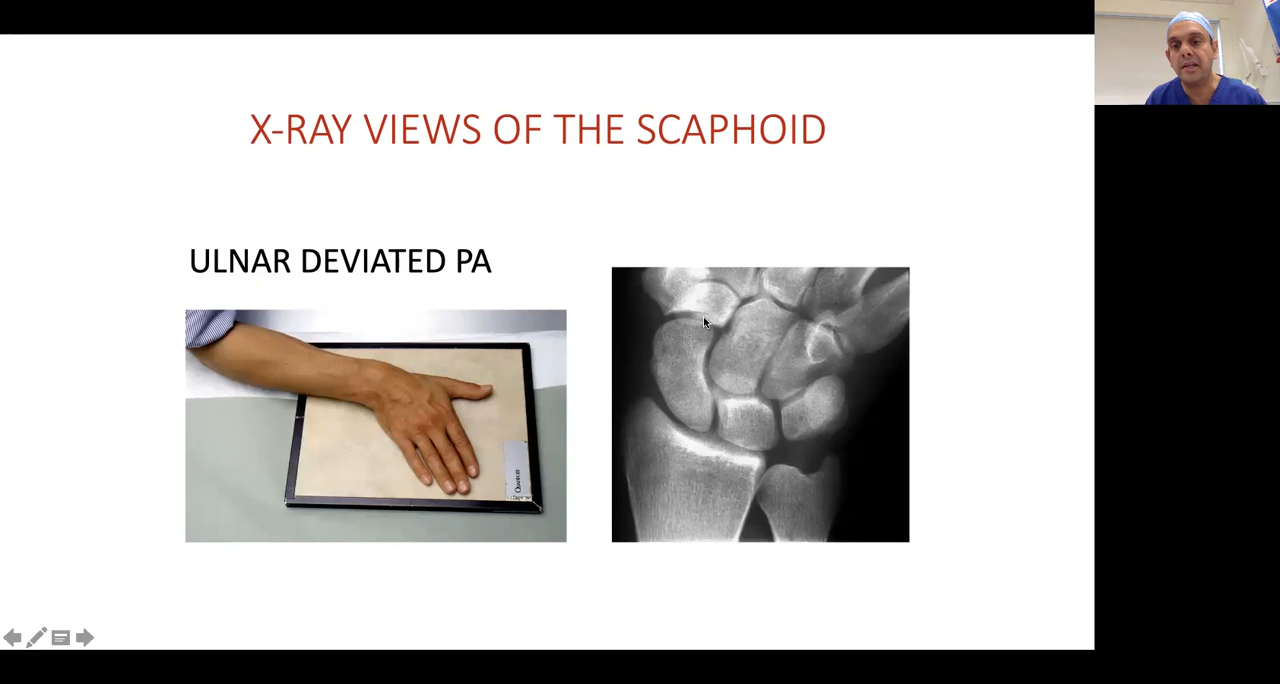 X-RAY VIEWS OF THE SCAPHOID
ULNAR DEVIATED PA